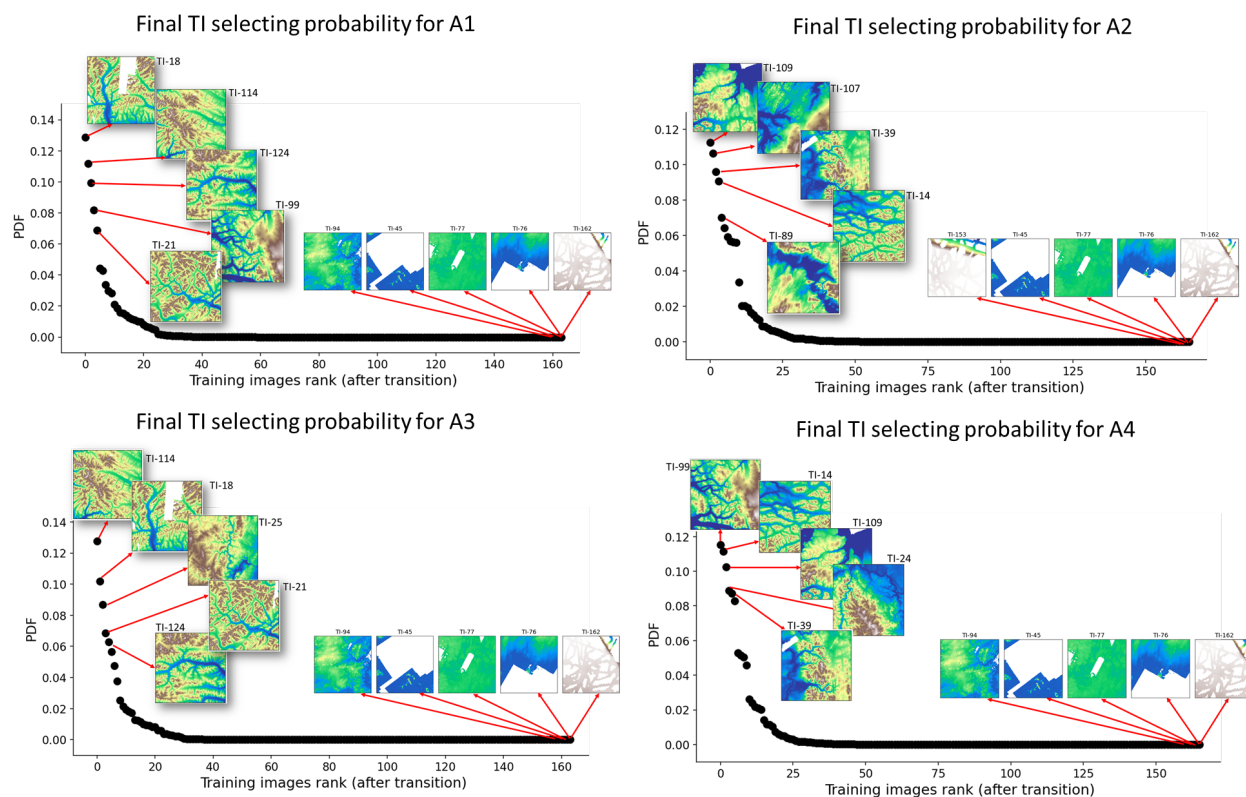 Final TI selecting probability for A1
TI-18
TI-114
TI-124
TI-99
TI-21
TI-94 TI-45 TI-77 TI-76 TI-162
PDF
0.14
0.12
0.10
0.08
0.06
0.04
0.02
0.00
0 20 40 60 80 100 120 140 160
Training images rank (after transition)
Final TI selecting probability for A2
TI-109
TI-107
TI-39
TI-14
TI-89
TI-153 TI-45 TI-77 TI-76 TI-162
PDF
0.12
0.10
0.08
0.06
0.04
0.02
0.00
0 25 50 75 100 125 150
Training images rank (after transition)
Final TI selecting probability for A3
TI-114
TI-18
TI-25
TI-21
TI-124
TI-94 TI-45 TI-77 TI-76 TI-162
PDF
0.14
0.12
0.10
0.08
0.06
0.04
0.02
0.00
0 20 40 60 80 100 120 140 160
Training images rank (after transition)
Final TI selecting probability for A4
TI-99
TI-14
TI-109
TI-24
TI-39
TI-94 TI-45 TI-77 TI-76 TI-162
PDF
0.12
0.10
0.08
0.06
0.04
0.02
0.00
0 25 50 75 100 125 150
Training images rank (after transition)